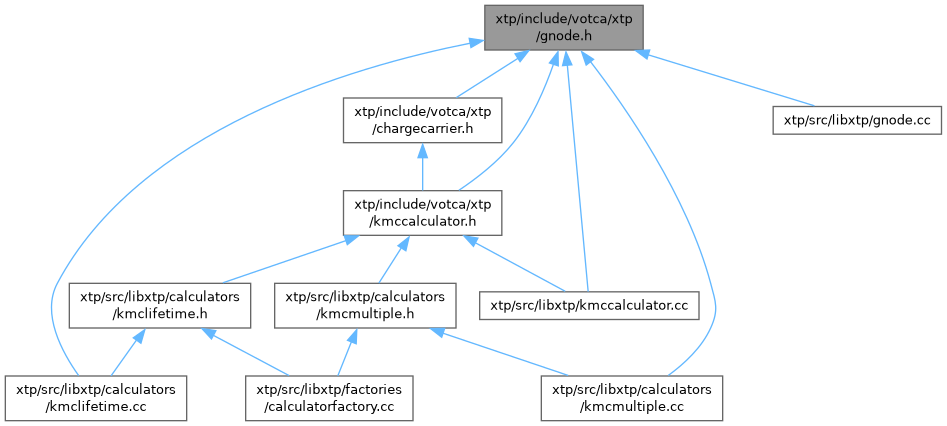 xtp/include/votca/xtp
/gnode.h
xtp/include/votca/xtp
/chargecarrier.h
xtp/src/libxtp/gnode.cc
xtp/include/votca/xtp
/kmccalculator.h
xtp/src/libxtp/calculators
/kmclifetime.h
xtp/src/libxtp/calculators
/kmcmultiple.h
xtp/src/libxtp/kmccalculator.cc
xtp/src/libxtp/calculators
/kmclifetime.cc
xtp/src/libxtp/factories
/calculatorfactory.cc
xtp/src/libxtp/calculators
/kmcmultiple.cc